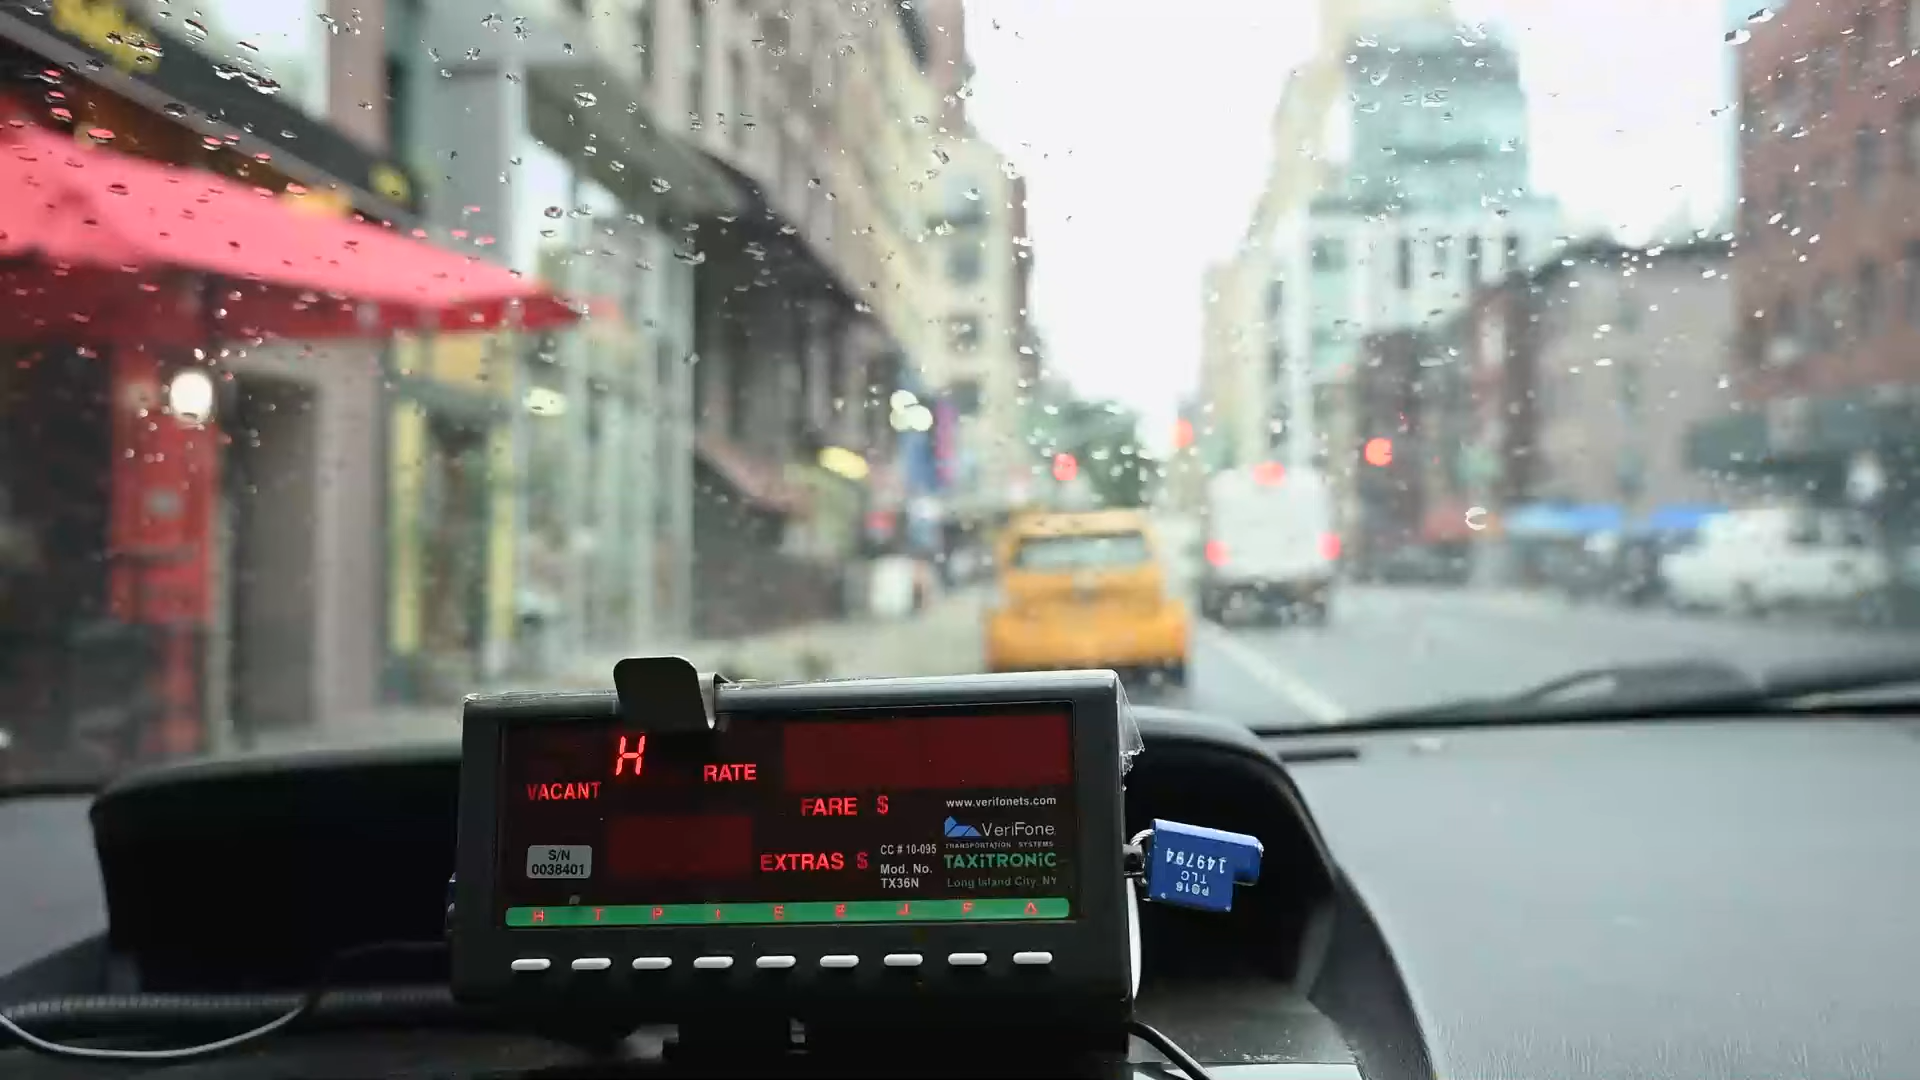 H
RATE
VACANT
www.verifonets.com
FARE $
VeriFone
TRANSPORTATION SYSTEMS
S/N
0038401
EXTRAS $
CC # 10-095
Mod. No.
TX36N
TAXiTRONiC
Long Island City, NY
149794
TLC
H T P I E